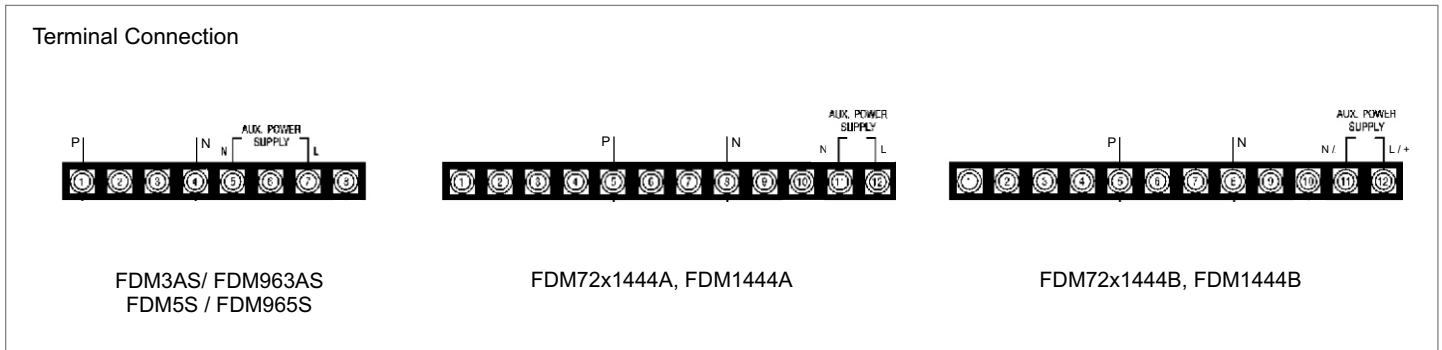 Terminal Connection
AUX. POWER SUPPLY
P N N L
1 2 3 4 5 6 7 8
FDM3AS/ FDM963AS
FDM5S / FDM965S
AUX. POWER
SUPPLY
P N N L
1 2 3 4 5 6 7 8 9 10 11 12
FDM72x1444A, FDM1444A
AUX. POWER
SUPPLY
P N N / L / +
1 2 3 4 5 6 7 8 9 10 11 12
FDM72x1444B, FDM1444B